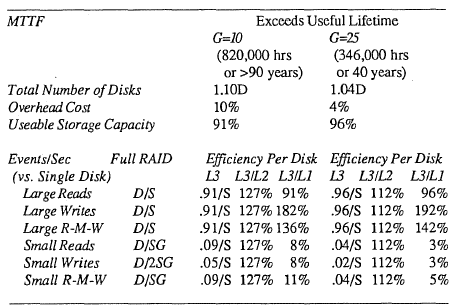 MTTF Exceeds Useful Lifetime
G=10 G=25
(820,000 hrs (346,000 hrs
or >90 years) or 40 years)
Total Number of Disks 1.10D 1.04D
Overhead Cost 10% 4%
Useable Storage Capacity 91% 96%
Events/Sec Full RAID Efficiency Per Disk Efficiency Per Disk
(vs. Single Disk) L3 L3/L2 L3/L1 L3 L3/L2 L3/L1
Large Reads D/S .91/S 127% 91% .96/S 112% 96%
Large Writes D/S .91/S 127% 182% .96/S 112% 192%
Large R-M-W D/S .91/S 127% 136% .96/S 112% 142%
Small Reads D/SG .09/S 127% 8% .04/S 112% 3%
Small Writes D/2SG .05/S 127% 8% .02/S 112% 3%
Small R-M-W D/SG .09/S 127% 11% .04/S 112% 5%